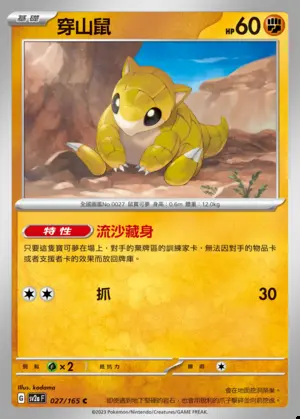 基礎
穿山鼠
HP 60
全國圖鑑No.0027 鼠寶可夢 身高：0.6m 體重：12.0kg
特性 流沙藏身
只要這隻寶可夢在場上，對手的棄牌區的訓練家卡，無法因對手的物品卡
或者支援者卡的效果而放回牌庫。
抓 30
弱點 ×2 抵抗力 撤退
Illus. kodama
G sv2a F 027/165 C
©2023 Pokémon/Nintendo/Creatures/GAME FREAK.